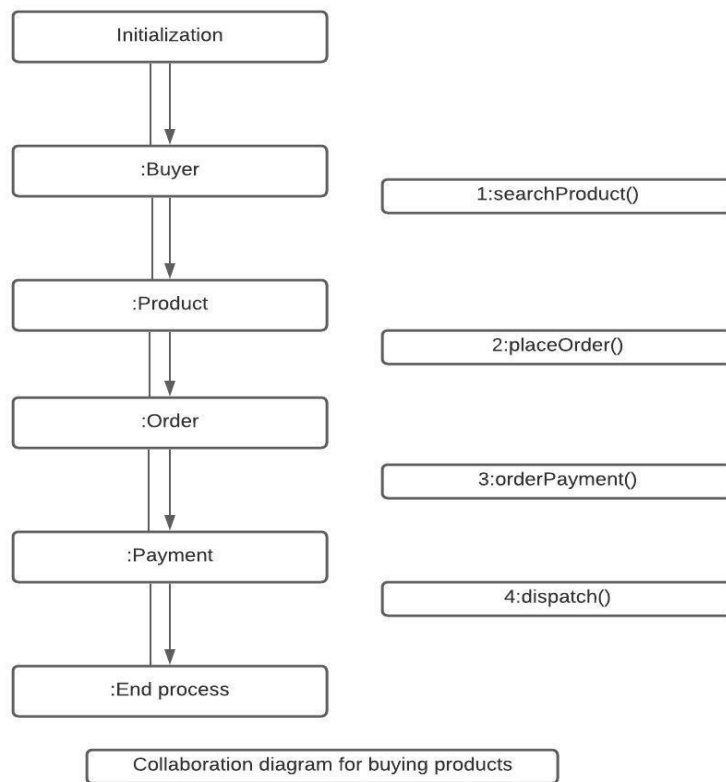 Initialization
:Buyer
1:searchProduct()
:Product
2:placeOrder()
:Order
3:orderPayment()
:Payment
4:dispatch()
:End process
Collaboration diagram for buying products